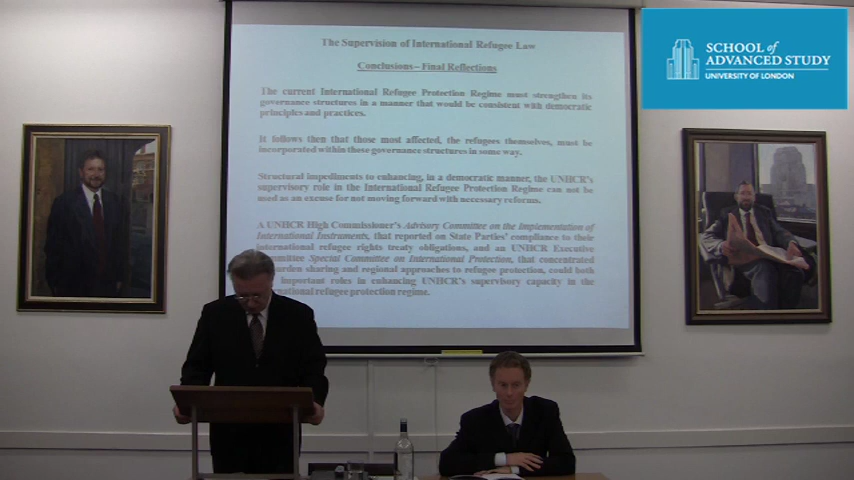 The Supervision of International Refugee Law
Conclusions – Final Reflections
The current International Refugee Protection Regime must strengthen its
governance structures in a manner that would be consistent with democratic
principles and practices.
It follows then that those most affected, the refugees themselves, must be
incorporated within these governance structures in some way.
Structural impediments to enhancing, in a democratic manner, the UNHCR's
supervisory role in the International Refugee Protection Regime can not be
used as an excuse for not moving forward with necessary reforms.
A UNHCR High Commissioner's Advisory Committee on the Implementation of
International Instruments, that reported on State Parties' compliance to their
international refugee rights treaty obligations, and an UNHCR Executive
Special Committee on International Protection, that concentrated
sharing and regional approaches to refugee protection, could both
important roles in enhancing UNHCR's supervisory capacity in the
refugee protection regime.
SCHOOL of
ADVANCED STUDY
UNIVERSITY OF LONDON